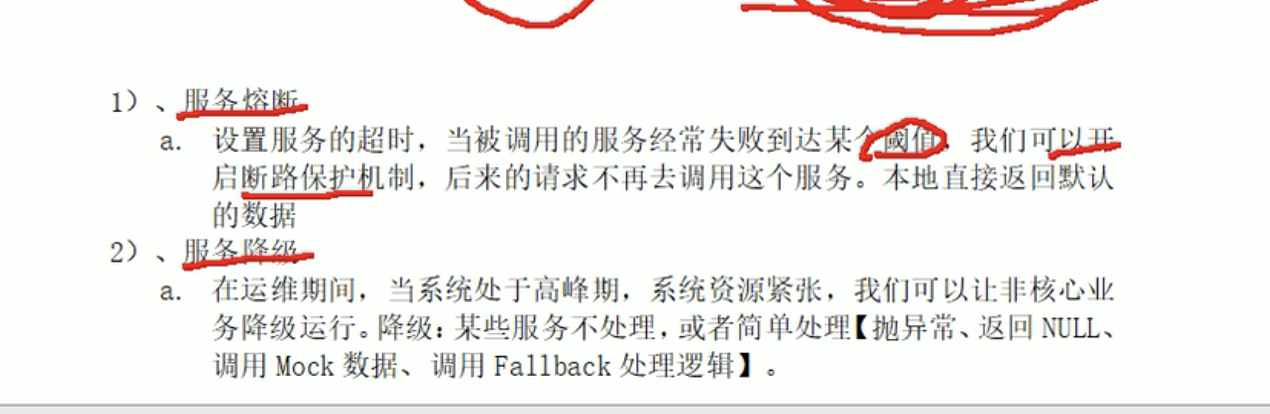 1）、服务熔断
a. 设置服务的超时，当被调用的服务经常失败到达某个阈值，我们可以开
启断路保护机制，后来的请求不再去调用这个服务。本地直接返回默认
的数据
2）、服务降级
a. 在运维期间，当系统处于高峰期，系统资源紧张，我们可以让非核心业
务降级运行。降级：某些服务不处理，或者简单处理【抛异常、返回 NULL、
调用 Mock 数据、调用 Fallback 处理逻辑】。